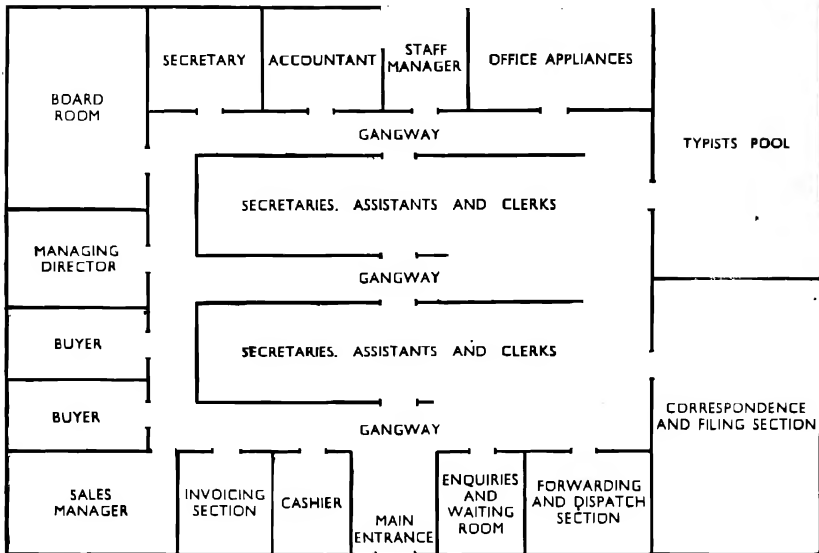 BOARD
ROOM
SECRETARY
ACCOUNTANT
STAFF
MANAGER
OFFICE APPLIANCES
TYPISTS POOL
GANGWAY
SECRETARIES. ASSISTANTS AND CLERKS
MANAGING
DIRECTOR
GANGWAY
BUYER
SECRETARIES. ASSISTANTS AND CLERKS
BUYER
GANGWAY
CORRESPONDENCE
AND FILING SECTION
SALES
MANAGER
INVOICING
SECTION
CASHIER
MAIN
ENTRANCE
ENQUIRIES
AND
WAITING
ROOM
FORWARDING
AND DISPATCH
SECTION